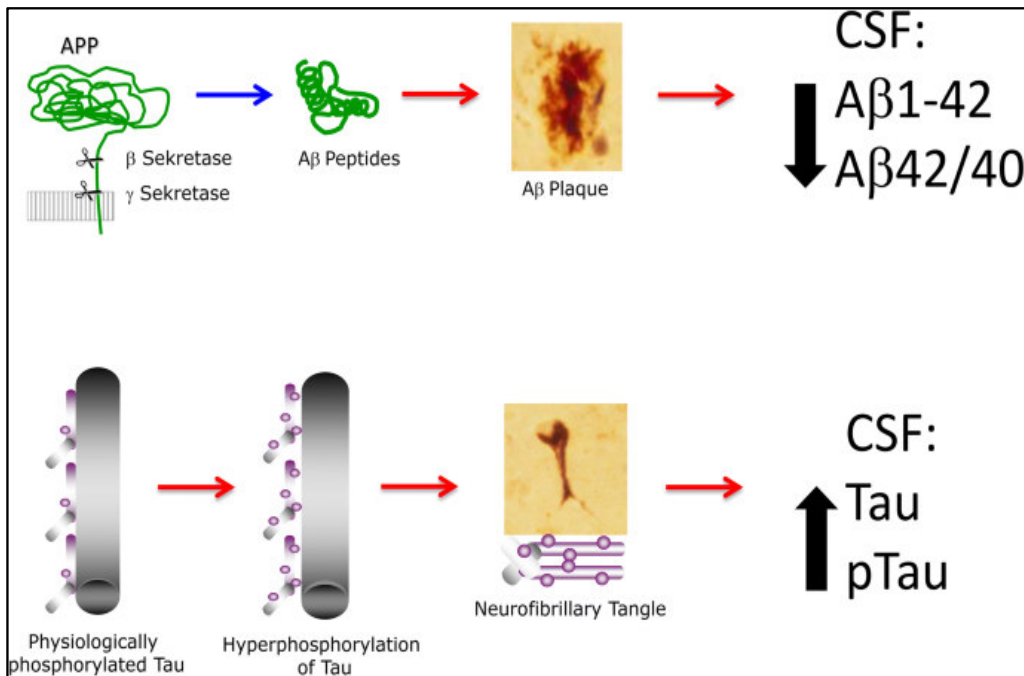 APP
β Sekretase
γ Sekretase
Aβ Peptides
Aβ Plaque
CSF:
Aβ1-42
Aβ42/40
Physiologically
phosphorylated Tau
Hyperphosphorylation
of Tau
Neurofibrillary Tangle
CSF:
Tau
pTau